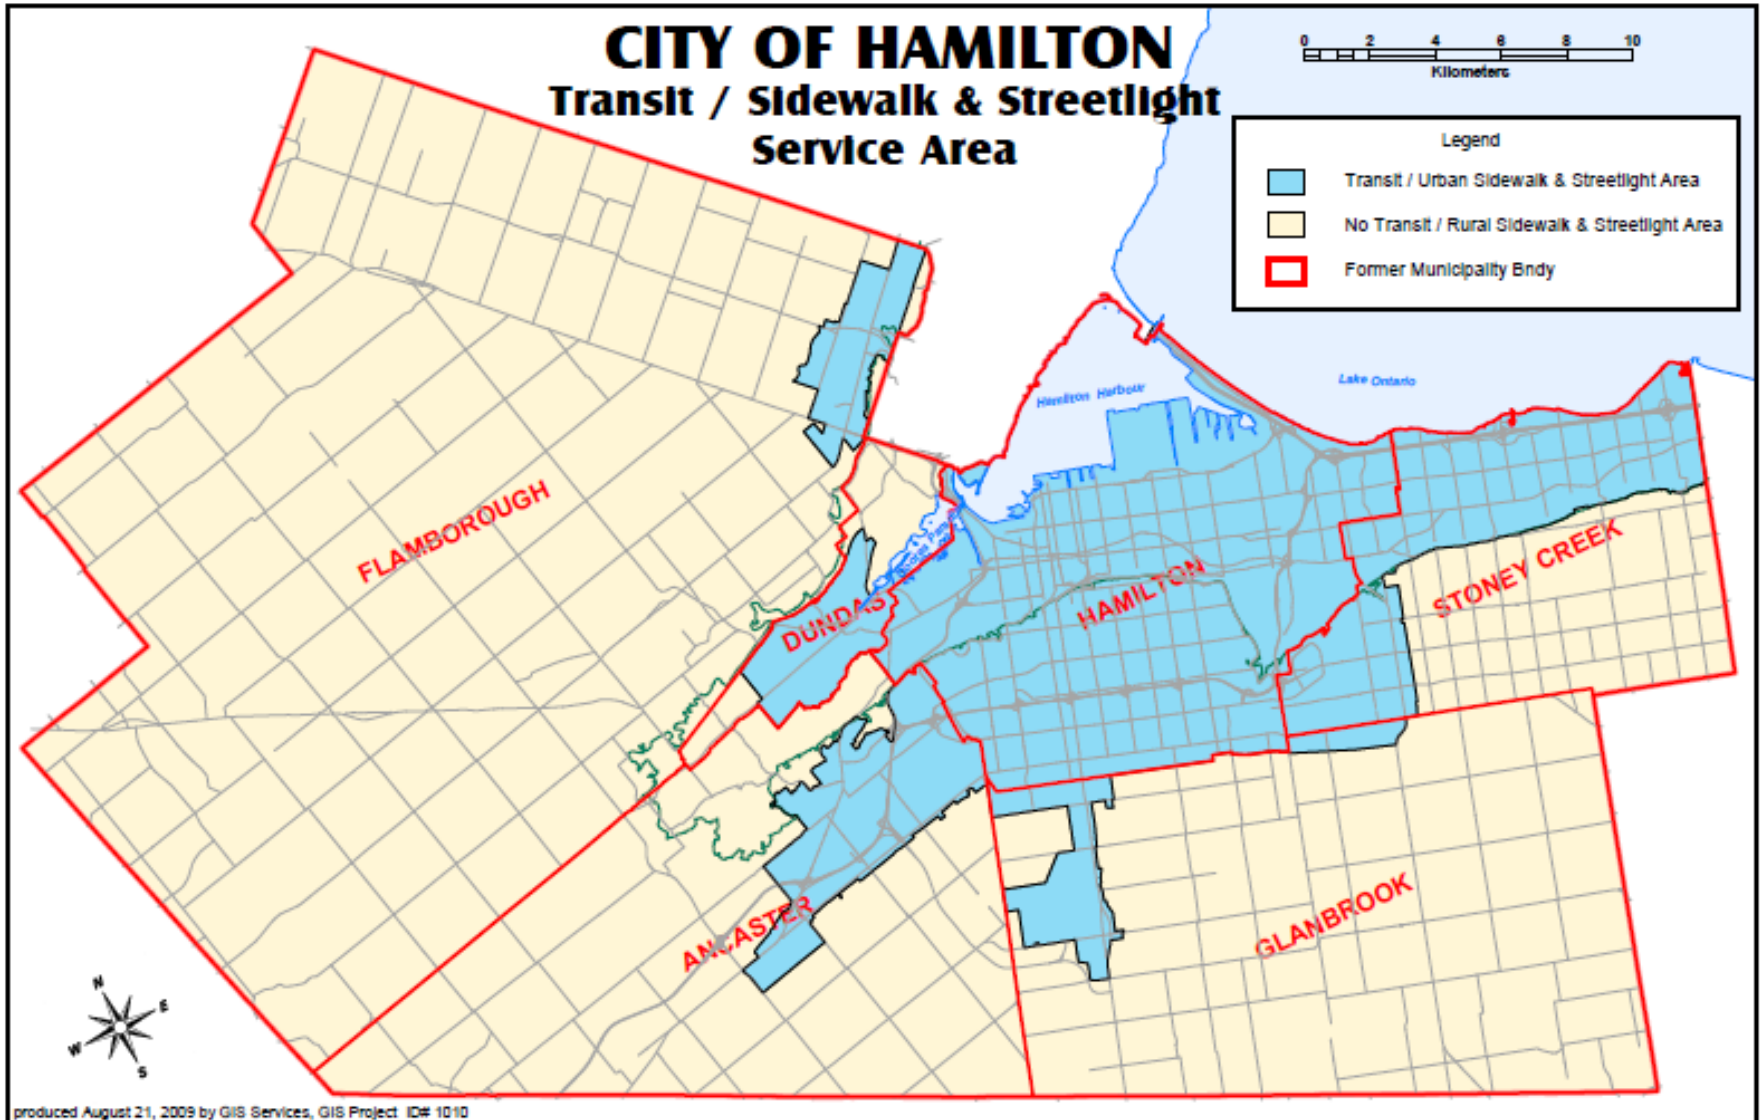 CITY OF HAMILTON
Transit / Sidewalk & Streetlight
Service Area
0 2 4 6 8 10
Kilometers
Legend
Transit / Urban Sidewalk & Streetlight Area
No Transit / Rural Sidewalk & Streetlight Area
Former Municipality Bndy
Lake Ontario
Hamilton Harbour
FLAMBOROUGH
DUNDAS
HAMILTON
STONEY CREEK
ANCASTER
GLANBROOK
N
E
W
S
produced August 21, 2009 by GIS Services, GIS Project ID# 1010